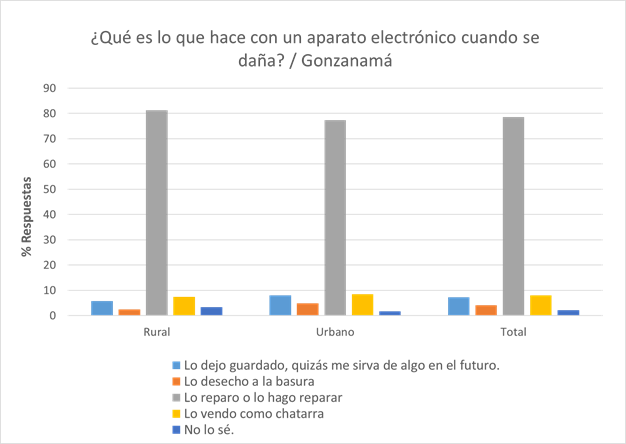 ¿Qué es lo que hace con un aparato electrónico cuando se
daña? / Gonzanamá
90
80
70
60
50
40
30
20
10
0
% Respuestas
Rural
Urbano
Total
Lo dejo guardado, quizás me sirva de algo en el futuro.
Lo desecho a la basura
Lo reparo o lo hago reparar
Lo vendo como chatarra
No lo sé.